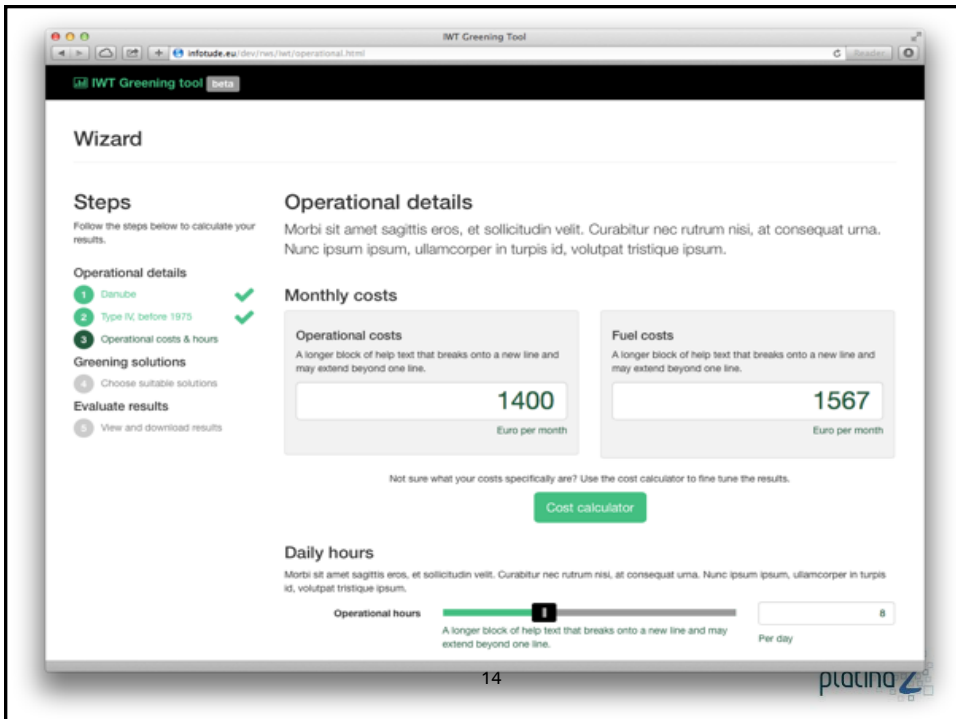 IWT Greening Tool
infotude.eu/dev/rws/iwt/operational.html
Reader
IWT Greening tool beta
Wizard
Steps
Follow the steps below to calculate your
results.
Operational details
1 Danube
2 Type IV, before 1975
3 Operational costs & hours
Greening solutions
4 Choose suitable solutions
Evaluate results
5 View and download results
Operational details
Morbi sit amet sagittis eros, et sollicitudin velit. Curabitur nec rutrum nisi, at consequat urna.
Nunc ipsum ipsum, ullamcorper in turpis id, volutpat tristique ipsum.
Monthly costs
Operational costs
A longer block of help text that breaks onto a new line and
may extend beyond one line.
1400
Euro per month
Fuel costs
A longer block of help text that breaks onto a new line and
may extend beyond one line.
1567
Euro per month
Not sure what your costs specifically are? Use the cost calculator to fine tune the results.
Cost calculator
Daily hours
Morbi sit amet sagittis eros, et sollicitudin velit. Curabitur nec rutrum nisi, at consequat urna. Nunc ipsum ipsum, ullamcorper in turpis
id, volutpat tristique ipsum.
Operational hours
8
A longer block of help text that breaks onto a new line and may
extend beyond one line.
Per day
14
platina 2